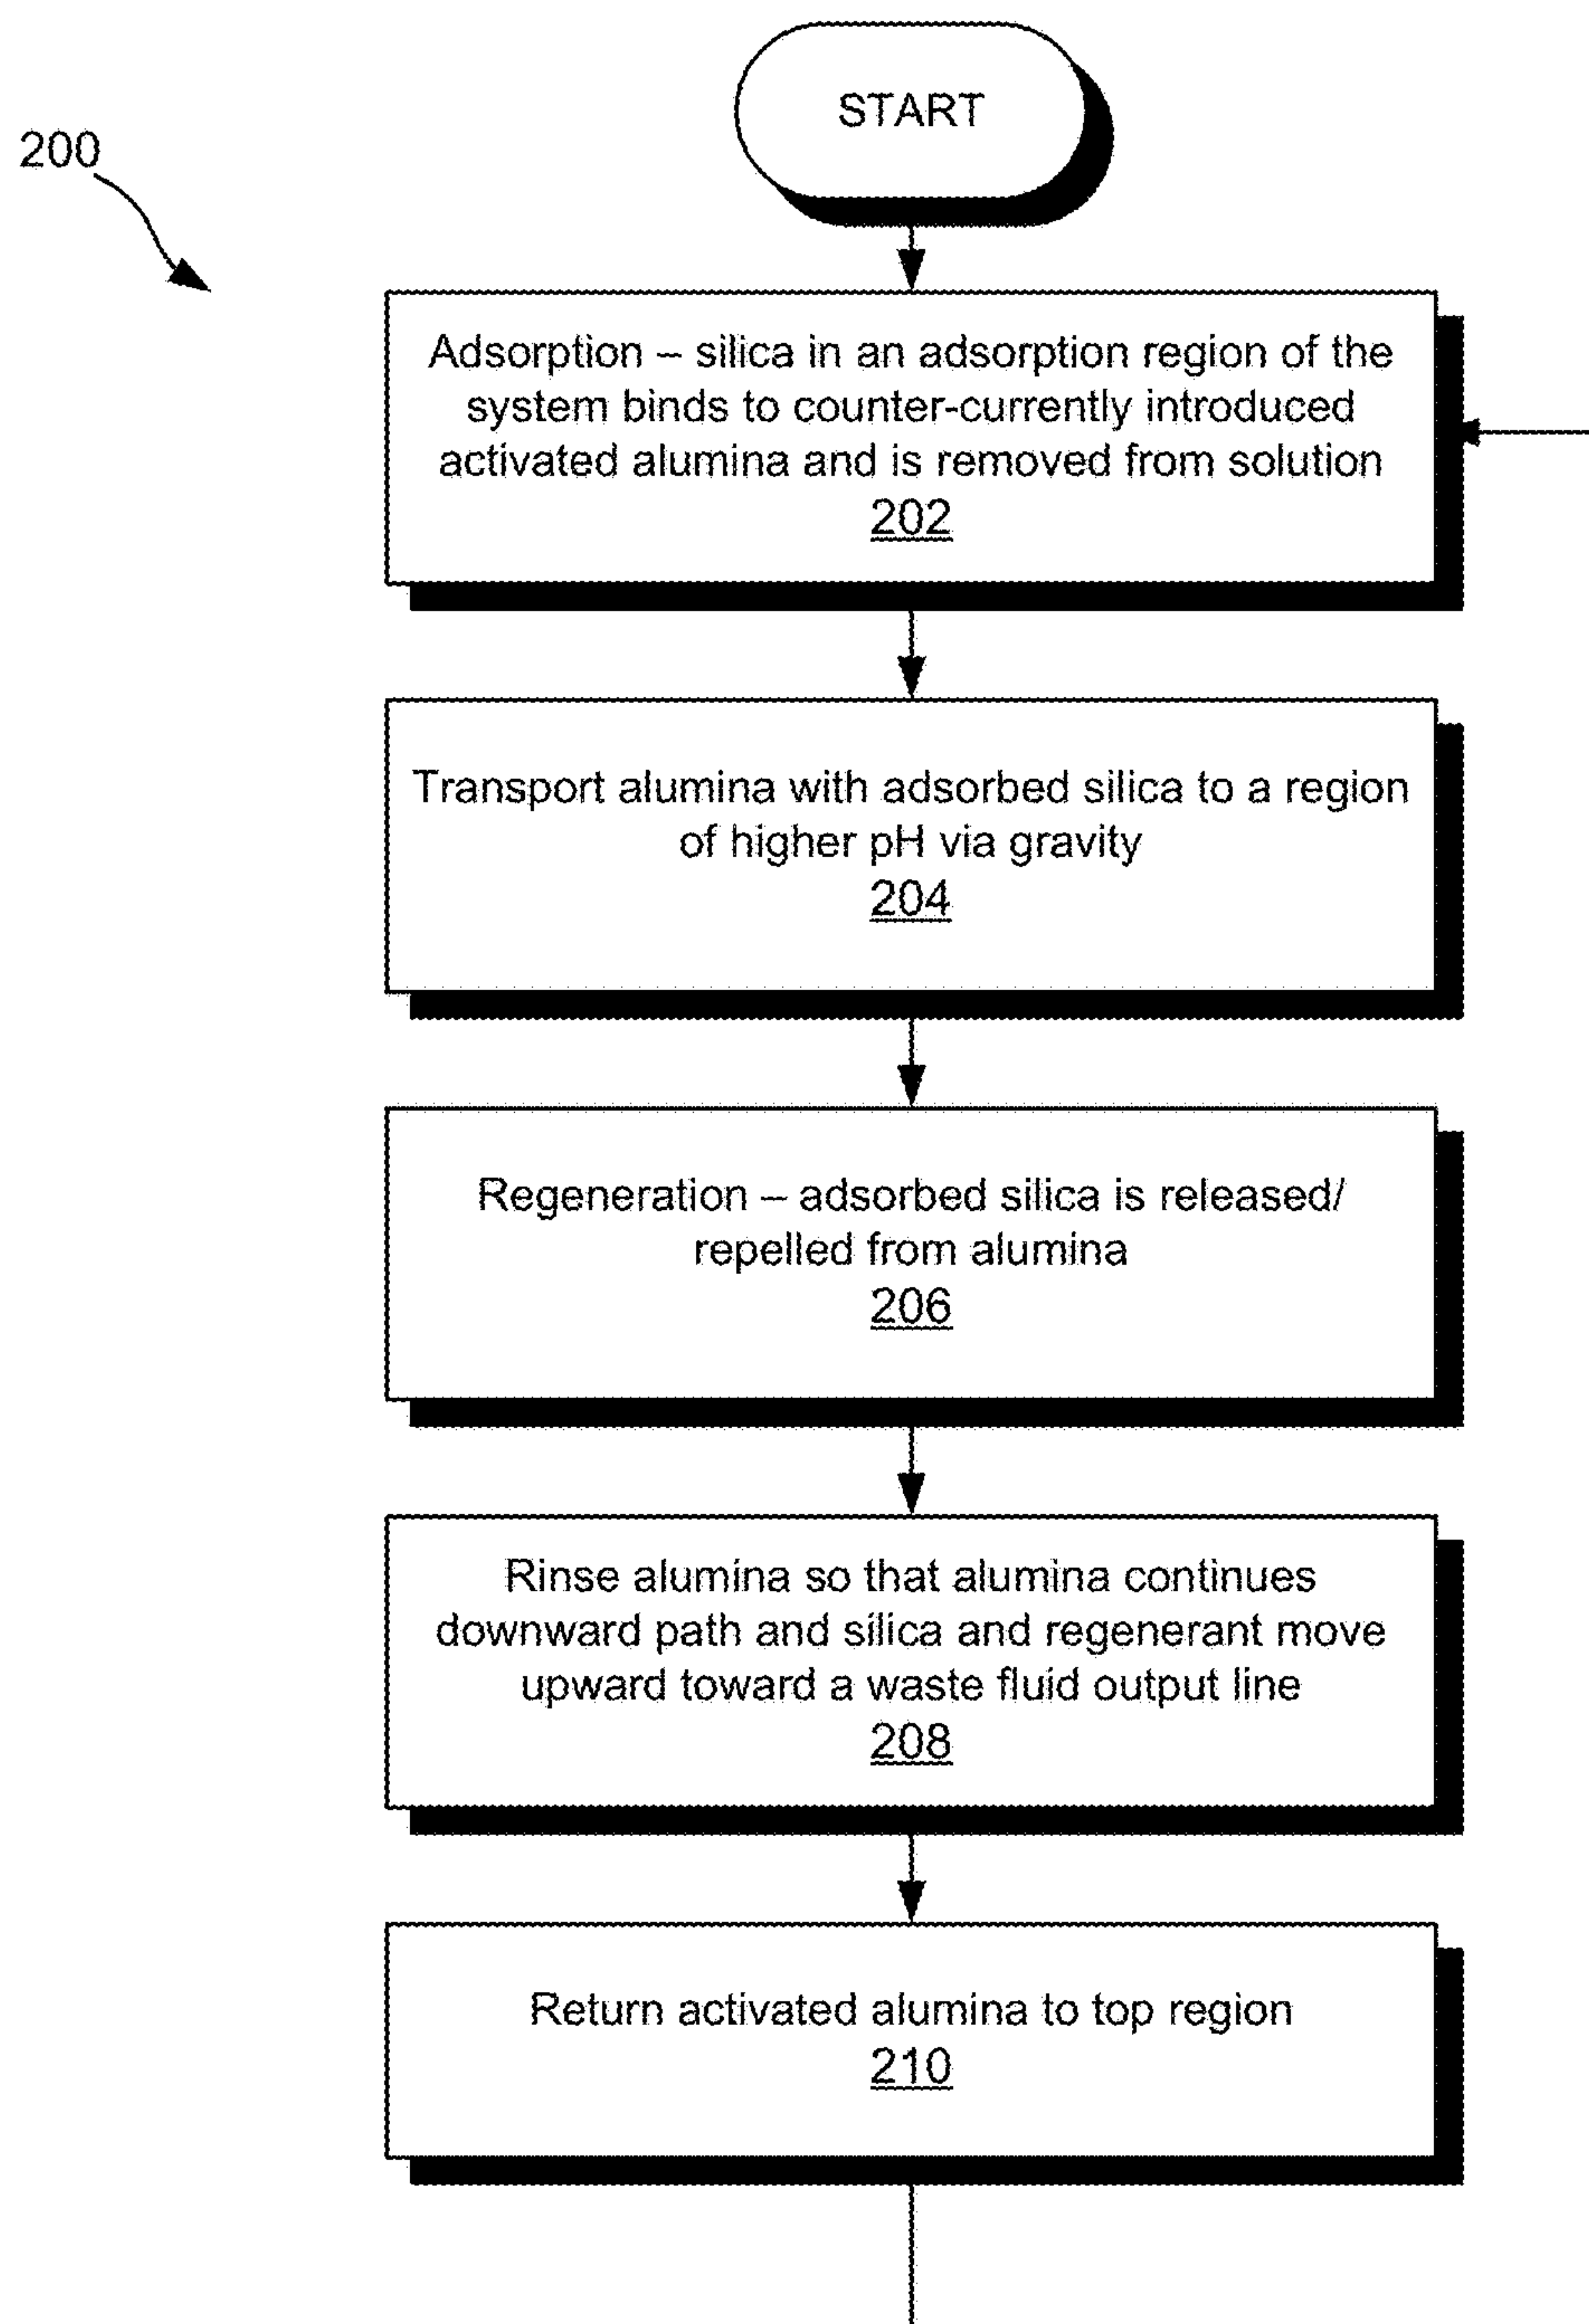 START
200
Adsorption – silica in an adsorption region of the
system binds to counter-currently introduced
activated alumina and is removed from solution
202
Transport alumina with adsorbed silica to a region
of higher pH via gravity
204
Regeneration – adsorbed silica is released/
repelled from alumina
206
Rinse alumina so that alumina continues
downward path and silica and regenerant move
upward toward a waste fluid output line
208
Return activated alumina to top region
210